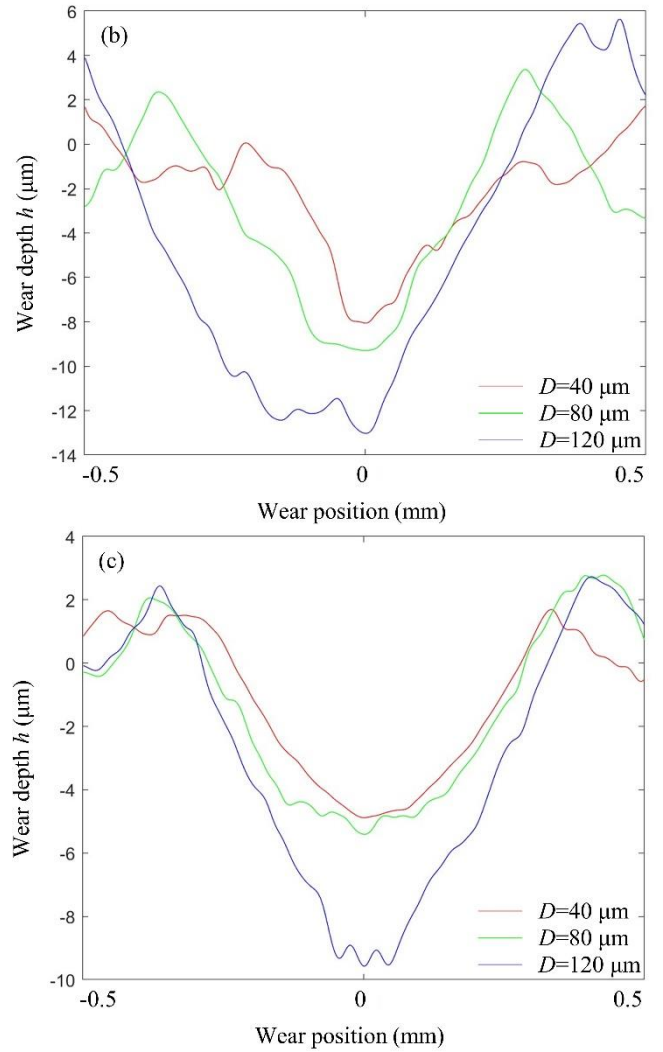 (b)
6
4
2
0
-2
-4
-6
-8
-10
-12
-14
Wear depth h (μm)
D=40 μm
D=80 μm
D=120 μm
-0.5 0 0.5
Wear position (mm)
(c)
4
2
0
-2
-4
-6
-8
-10
Wear depth h (μm)
D=40 μm
D=80 μm
D=120 μm
-0.5 0 0.5
Wear position (mm)